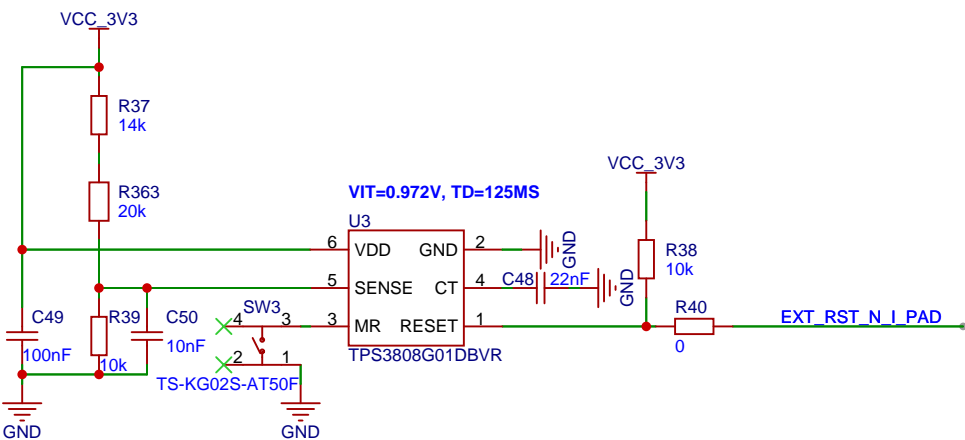 VCC_3V3
R37
14k
R363
20k
VIT=0.972V, TD=125MS
U3
VCC_3V3
6 VDD GND 2
GND
5 SENSE CT 4
C48 22nF
GND
R38
10k
3 MR RESET 1
TPS3808G01DBVR
R40
0
EXT_RST_N_I_PAD
C49
100nF
R39
10k
C50
10nF
SW3
4 3
2 1
TS-KG02S-AT50F
GND
GND